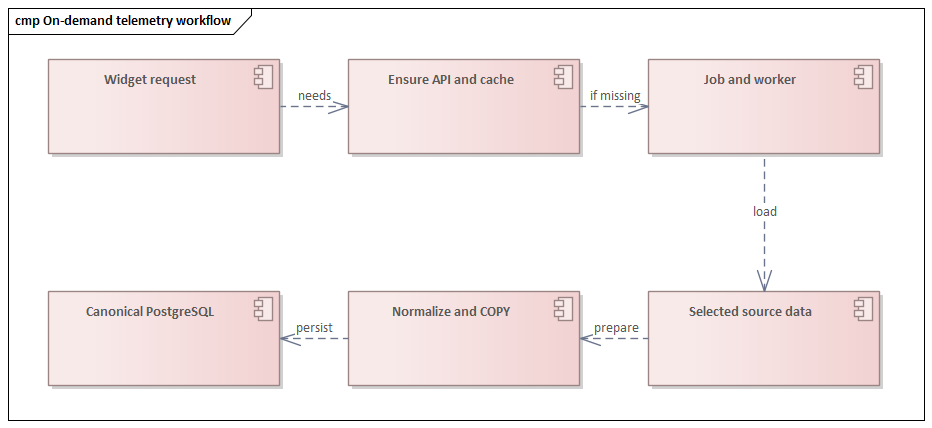 cmp On-demand telemetry workflow
Widget request
needs
Ensure API and cache
if missing
Job and worker
load
Selected source data
prepare
Normalize and COPY
persist
Canonical PostgreSQL